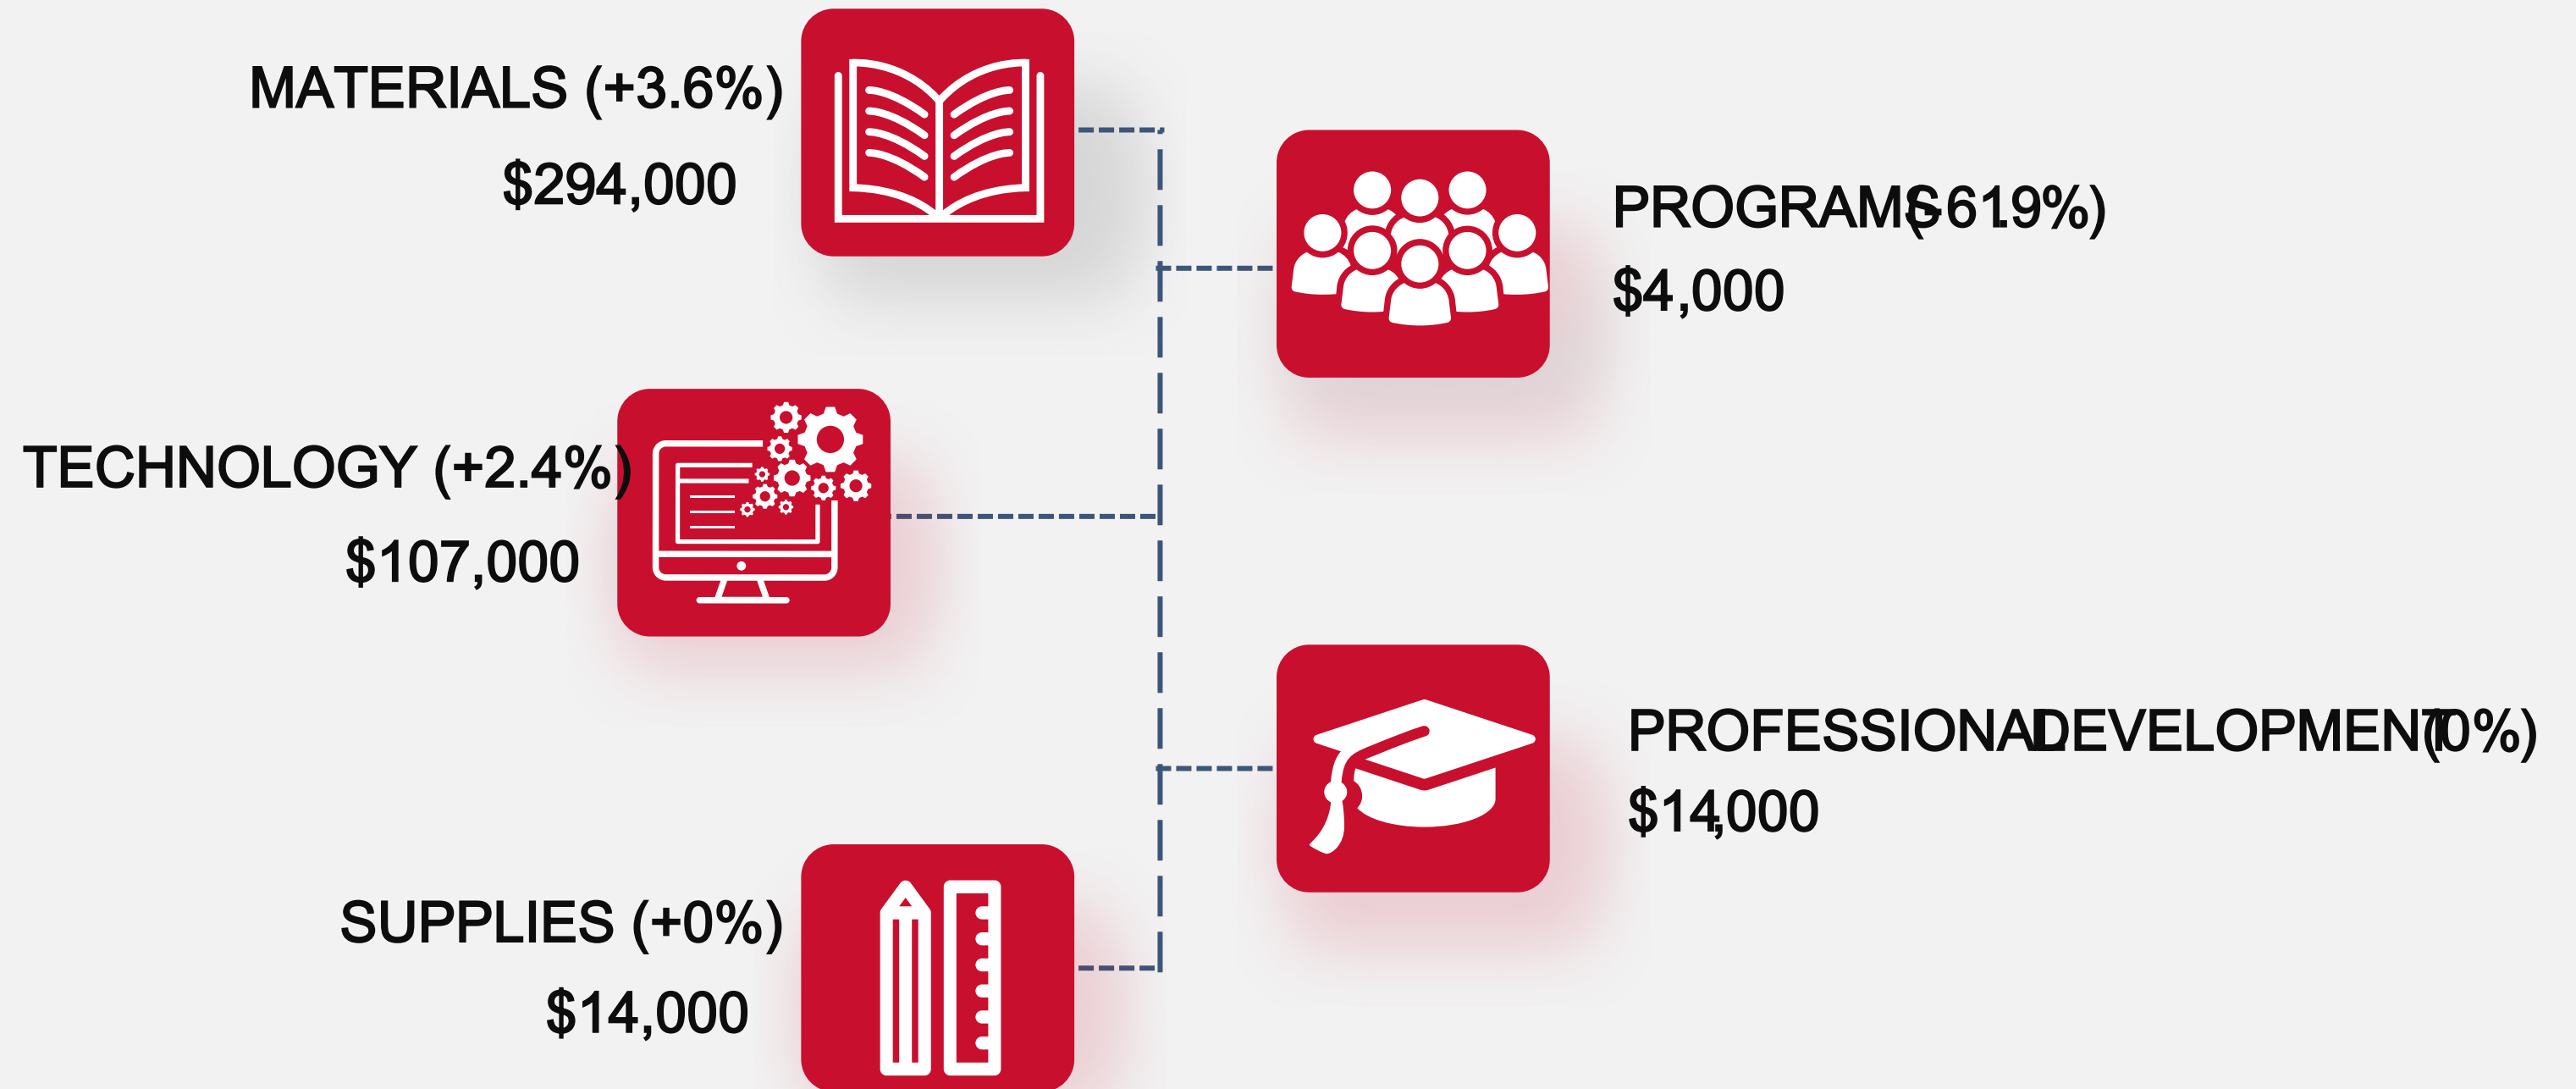 MATERIALS (+3.6%)
$294,000
PROGRAMS (-61.9%)
$4,000
TECHNOLOGY (+2.4%)
$107,000
PROFESSIONAL DEVELOPMENT (0%)
$14,000
SUPPLIES (+0%)
$14,000